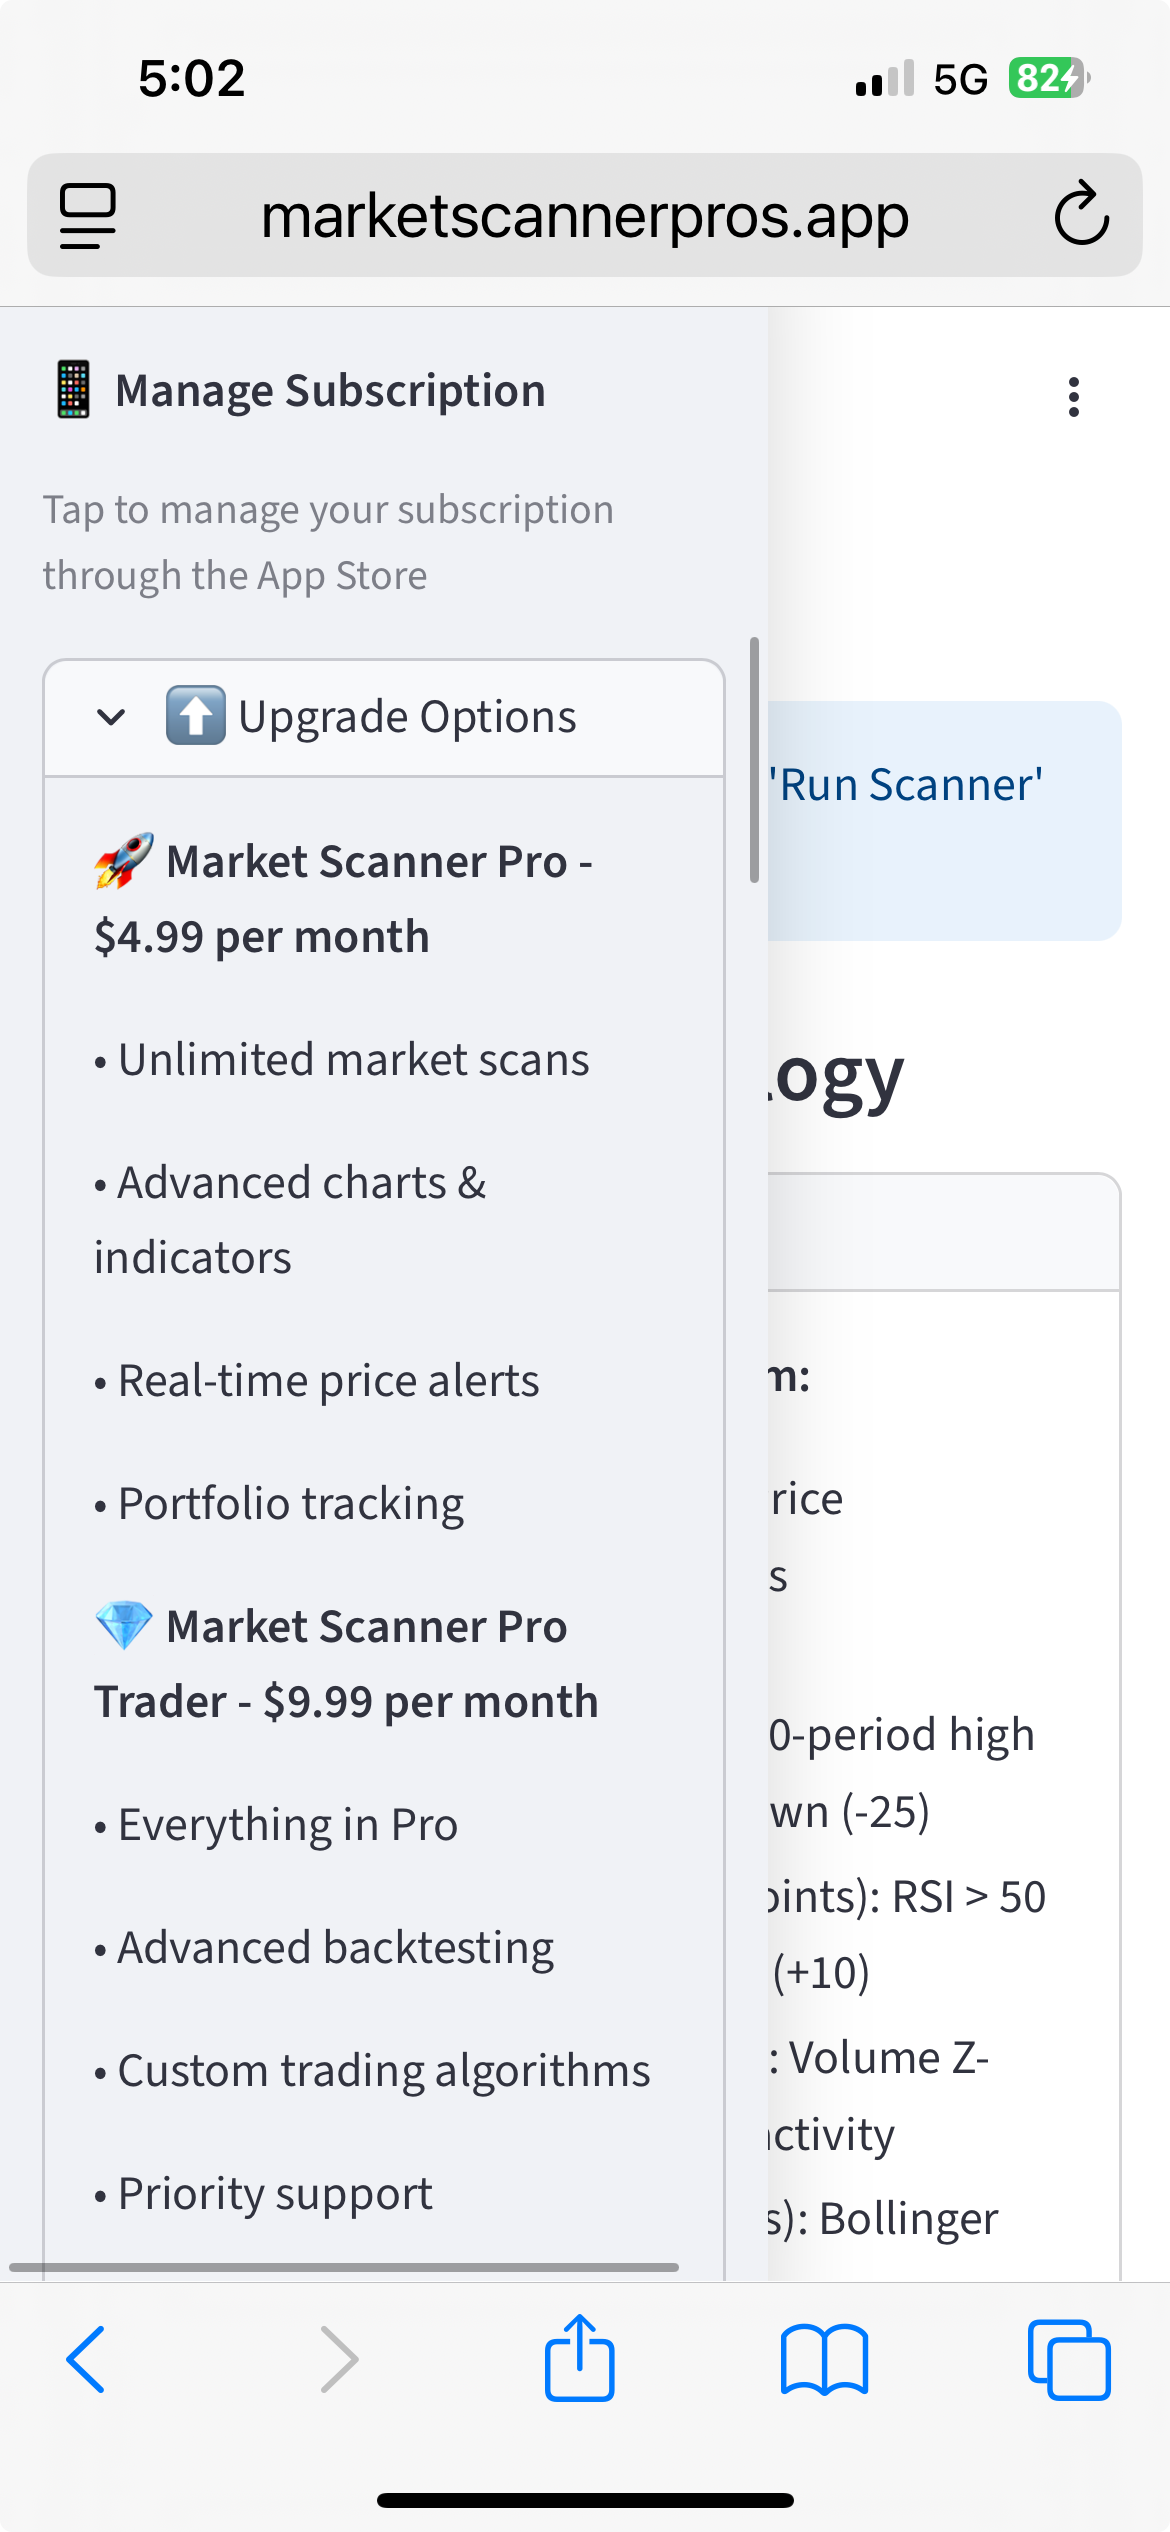 5:02
5G
82
marketscannerpros.app
Manage Subscription
Tap to manage your subscription
through the App Store
Upgrade Options
Market Scanner Pro -
$4.99 per month
• Unlimited market scans
• Advanced charts &
indicators
• Real-time price alerts
• Portfolio tracking
Market Scanner Pro
Trader - $9.99 per month
• Everything in Pro
• Advanced backtesting
• Custom trading algorithms
• Priority support
'Run Scanner'
logy
m:
rice
s
0-period high
wn (-25)
oints): RSI > 50
(+10)
: Volume Z-
activity
s): Bollinger